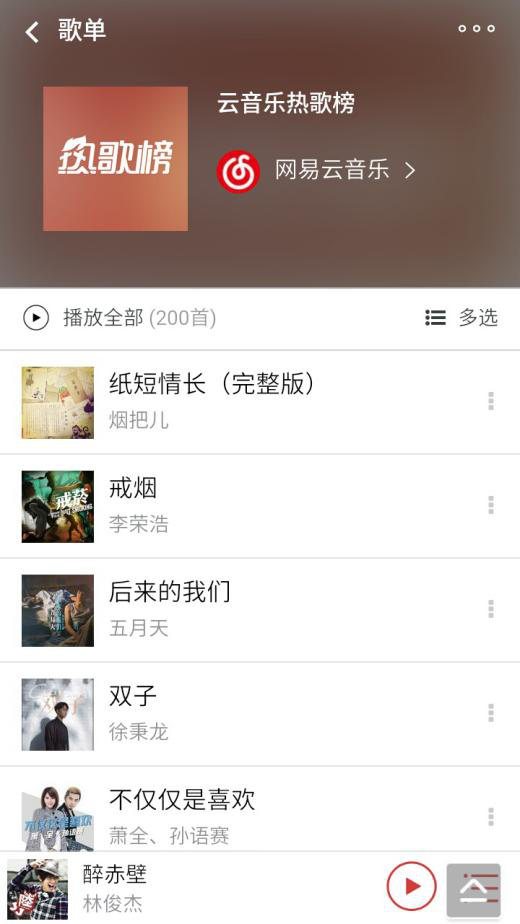 歌单
云音乐热歌榜
热歌榜
网易云音乐
播放全部 (200首)
多选
纸短情长（完整版）
烟把儿
戒烟
李荣浩
后来的我们
五月天
双子
徐秉龙
不仅仅是喜欢
萧全、孙语赛
醉赤壁
林俊杰